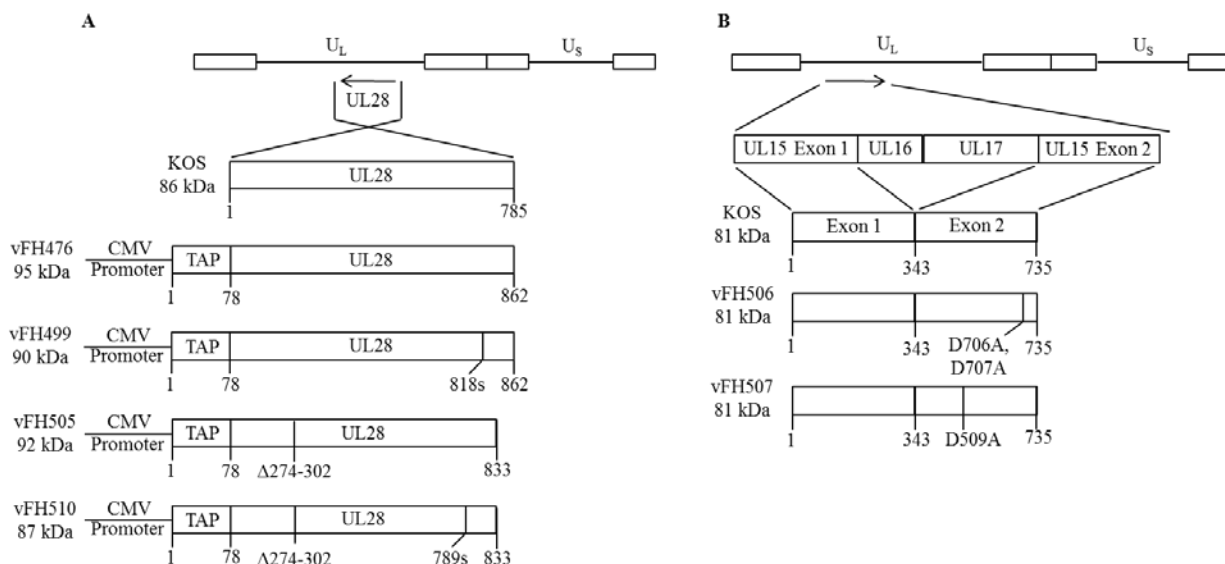 A
U_L
U_S
UL28
KOS
86 kDa
UL28
1 785
vFH476
95 kDa
CMV
Promoter
TAP UL28
1 78 862
vFH499
90 kDa
CMV
Promoter
TAP UL28
1 78 818s 862
vFH505
92 kDa
CMV
Promoter
TAP UL28
1 78 Δ274-302 833
vFH510
87 kDa
CMV
Promoter
TAP UL28
1 78 Δ274-302 789s 833
B
U_L
U_S
UL15 Exon 1 UL16 UL17 UL15 Exon 2
KOS
81 kDa
Exon 1 Exon 2
1 343 735
vFH506
81 kDa
1 343 D706A, 735
D707A
vFH507
81 kDa
1 343 D509A 735